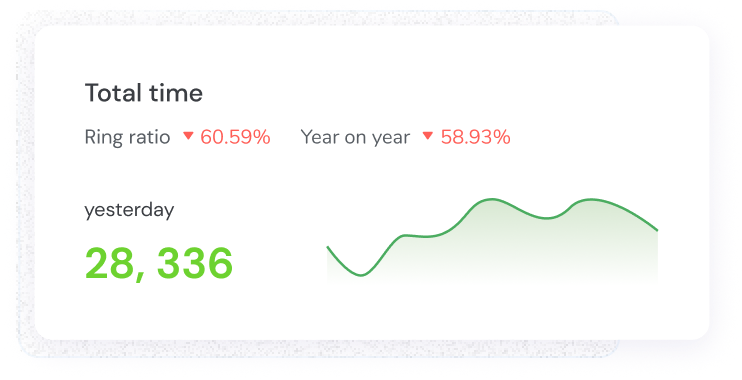 Total time
Ring ratio ▼ 60.59% Year on year ▼ 58.93%
yesterday
28, 336